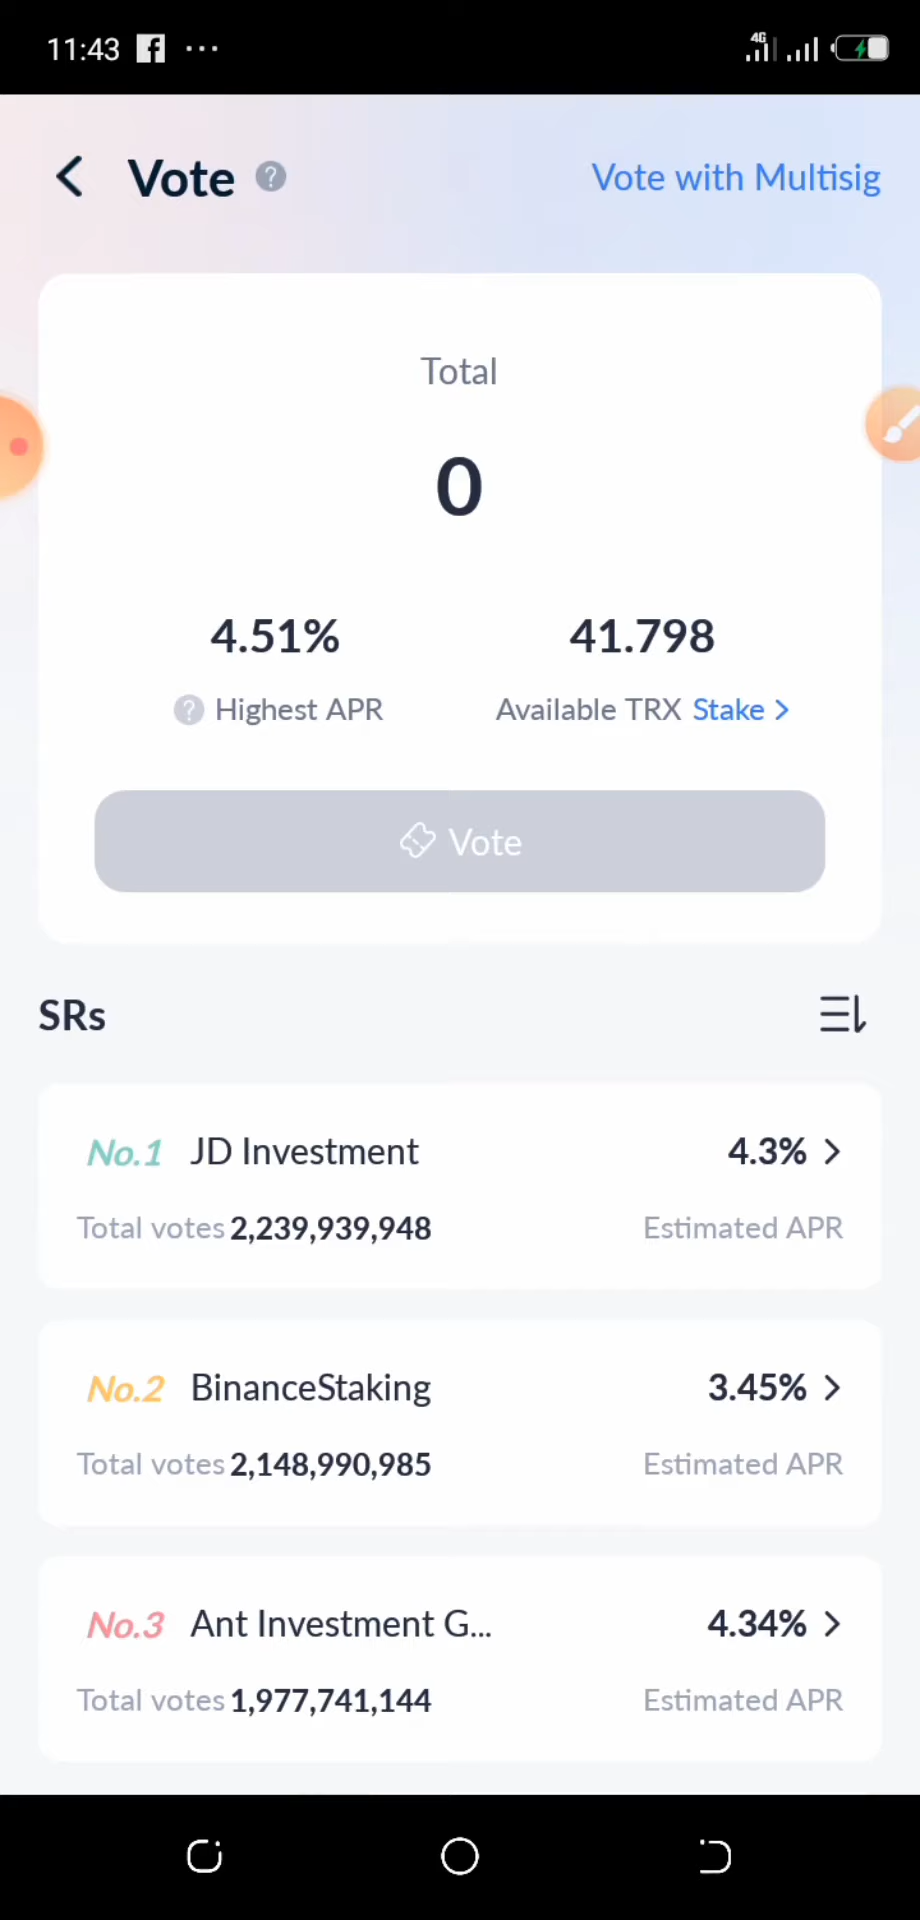 11:43
4G
Vote
Vote with Multisig
Total
0
4.51%
41.798
Highest APR
Available TRX Stake >
Vote
SRs
No.1 JD Investment 4.3% >
Total votes 2,239,939,948 Estimated APR
No.2 BinanceStaking 3.45% >
Total votes 2,148,990,985 Estimated APR
No.3 Ant Investment G... 4.34% >
Total votes 1,977,741,144 Estimated APR